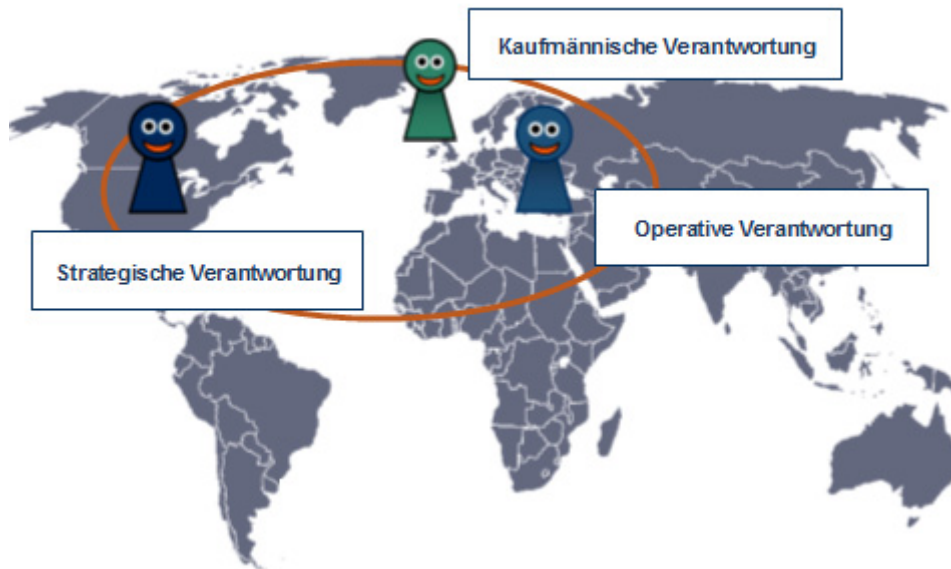 Kaufmännische Verantwortung
Operative Verantwortung
Strategische Verantwortung